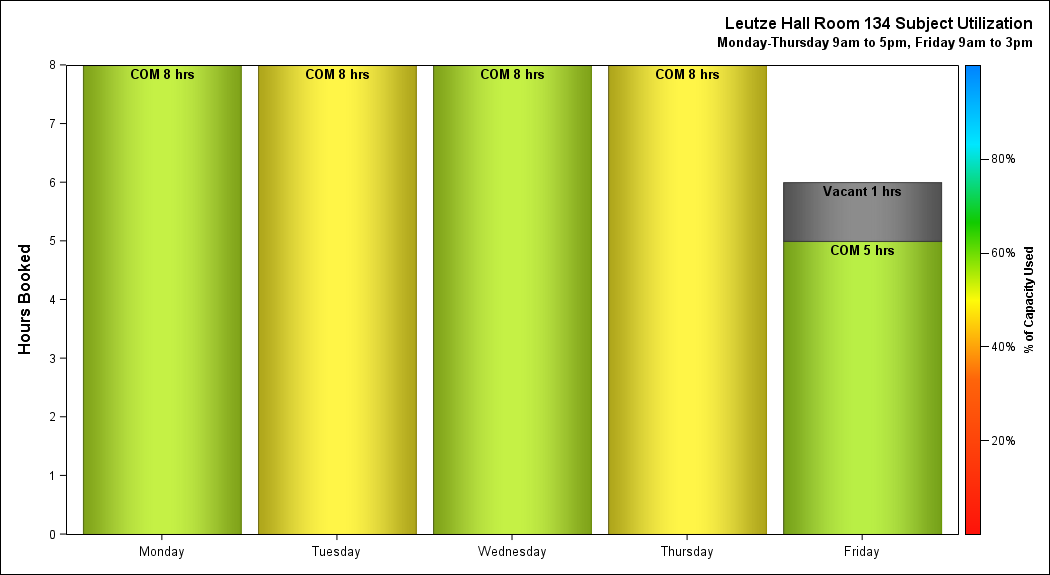 Leutze Hall Room 134 Subject Utilization
Monday-Thursday 9am to 5pm, Friday 9am to 3pm
Hours Booked
8
7
6
5
4
3
2
1
0
COM 8 hrs
COM 8 hrs
COM 8 hrs
COM 8 hrs
Vacant 1 hrs
COM 5 hrs
Monday
Tuesday
Wednesday
Thursday
Friday
80%
60%
40%
20%
% of Capacity Used